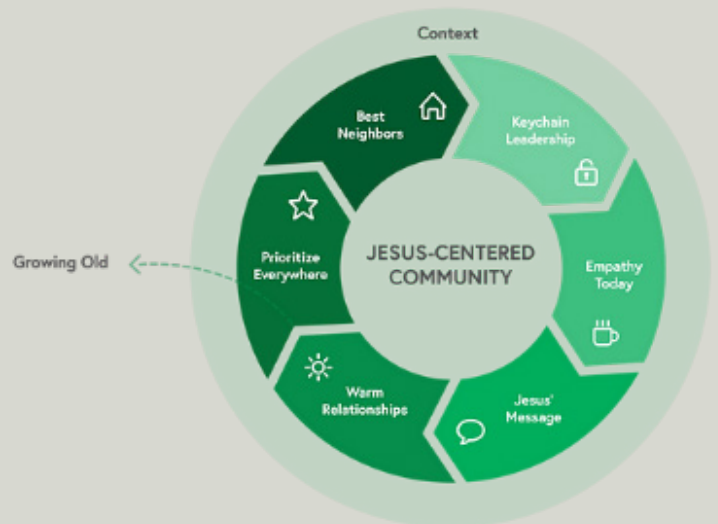 Context
Best
Neighbors
Keychain
Leadership
Prioritize
Everywhere
JESUS-CENTERED
COMMUNITY
Empathy
Today
Growing Old
Warm
Relationships
Jesus'
Message